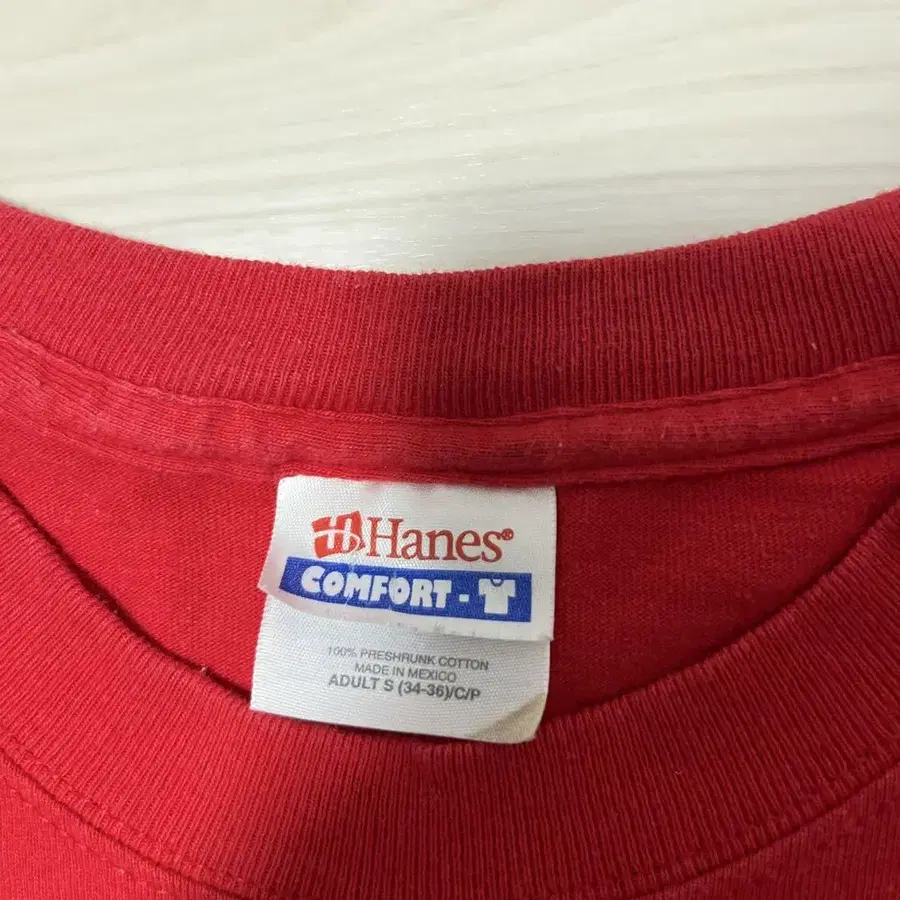 Hanes®
COMFORT - T
100% PRESHRUNK COTTON
MADE IN MEXICO
ADULT S (34-36)/C/P